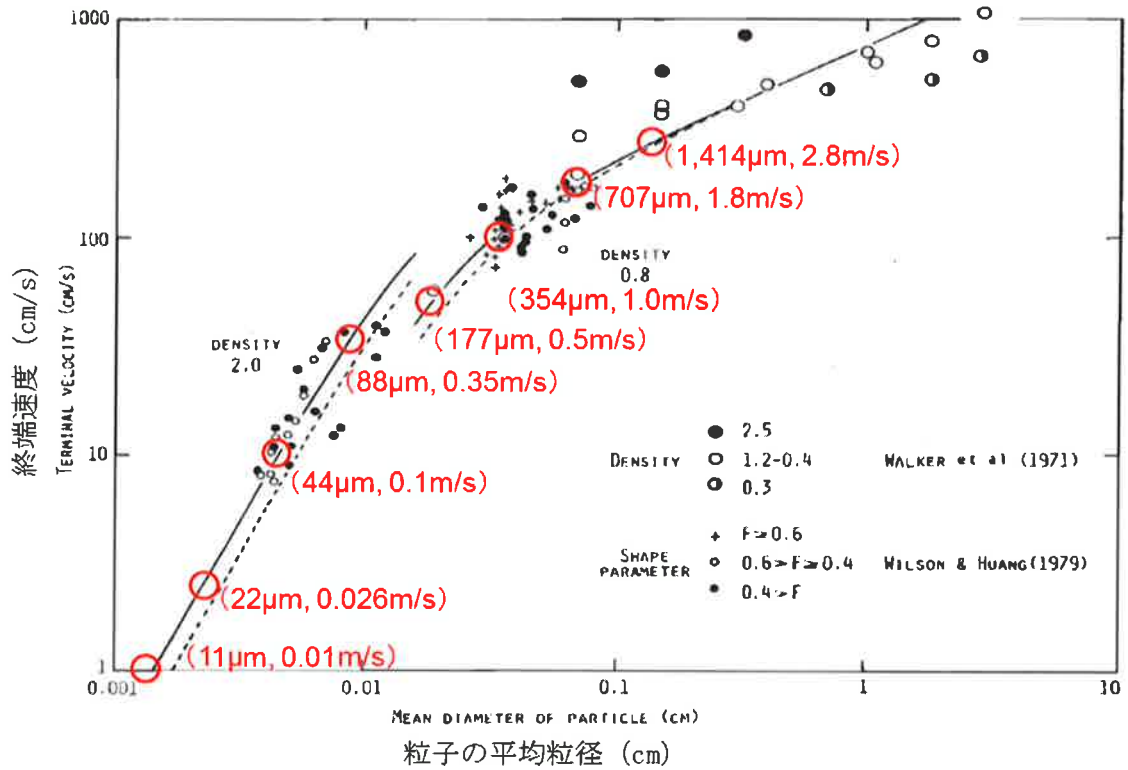 1000
100
10
1
0.001
0.01
0.1
1
10
終端速度 (cm/s)
TERMINAL VELOCITY (CM/S)
MEAN DIAMETER OF PARTICLE (CM)
粒子の平均粒径 (cm)
(1,414μm, 2.8m/s)
(707μm, 1.8m/s)
DENSITY
0.8
(354μm, 1.0m/s)
(177μm, 0.5m/s)
DENSITY
2.0
(88μm, 0.35m/s)
(44μm, 0.1m/s)
(22μm, 0.026m/s)
(11μm, 0.01m/s)
2.5
DENSITY 1.2-0.4 WALKER et al (1971)
0.3
F≥0.6
SHAPE PARAMETER 0.6>F≥0.4 WILSON & HUANG (1979)
0.4>F